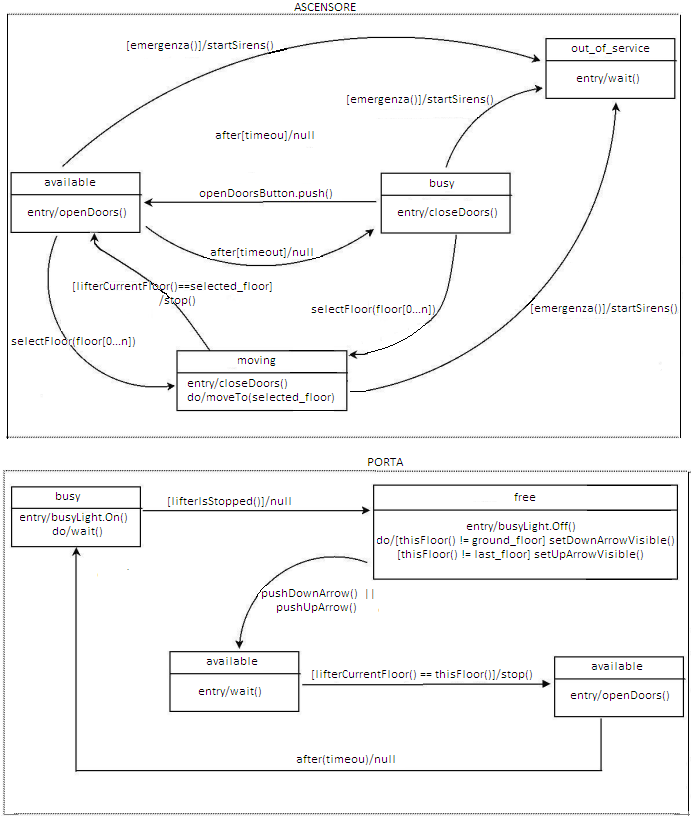 ASCENSORE
[emergenza()]/startSirens()
out_of_service
entry/wait()
[emergenza()]/startSirens()
after[timeou]/null
available
entry/openDoors()
openDoorsButton.push()
busy
entry/closeDoors()
after[timeout]/null
[lifterCurrentFloor()==selected_floor]
/stop()
selectFloor(floor[0...n])
[emergenza()]/startSirens()
selectFloor(floor[0...n])
moving
entry/closeDoors()
do/moveTo(selected_floor)
PORTA
busy
entry/busyLight.On()
do/wait()
[lifterIsStopped()]/null
free
entry/busyLight.Off()
do/[thisFloor() != ground_floor] setDownArrowVisible()
[thisFloor() != last_floor] setUpArrowVisible()
pushDownArrow() ||
pushUpArrow()
available
entry/wait()
[lifterCurrentFloor() == thisFloor()]/stop()
available
entry/openDoors()
after(timeou)/null